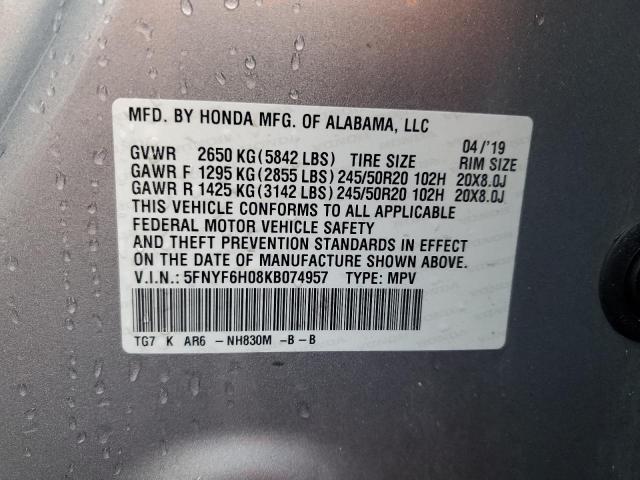 MFD. BY HONDA MFG. OF ALABAMA, LLC
04/'19
GVWR 2650 KG(5842 LBS) TIRE SIZE RIM SIZE
GAWR F 1295 KG(2855 LBS) 245/50R20 102H 20X8.0J
GAWR R 1425 KG(3142 LBS) 245/50R20 102H 20X8.0J
THIS VEHICLE CONFORMS TO ALL APPLICABLE
FEDERAL MOTOR VEHICLE SAFETY
AND THEFT PREVENTION STANDARDS IN EFFECT
ON THE DATE OF MANUFACTURE SHOWN ABOVE.
V.I.N.: 5FNYF6H08KB074957 TYPE: MPV
TG7 K AR6 -NH830M -B-B